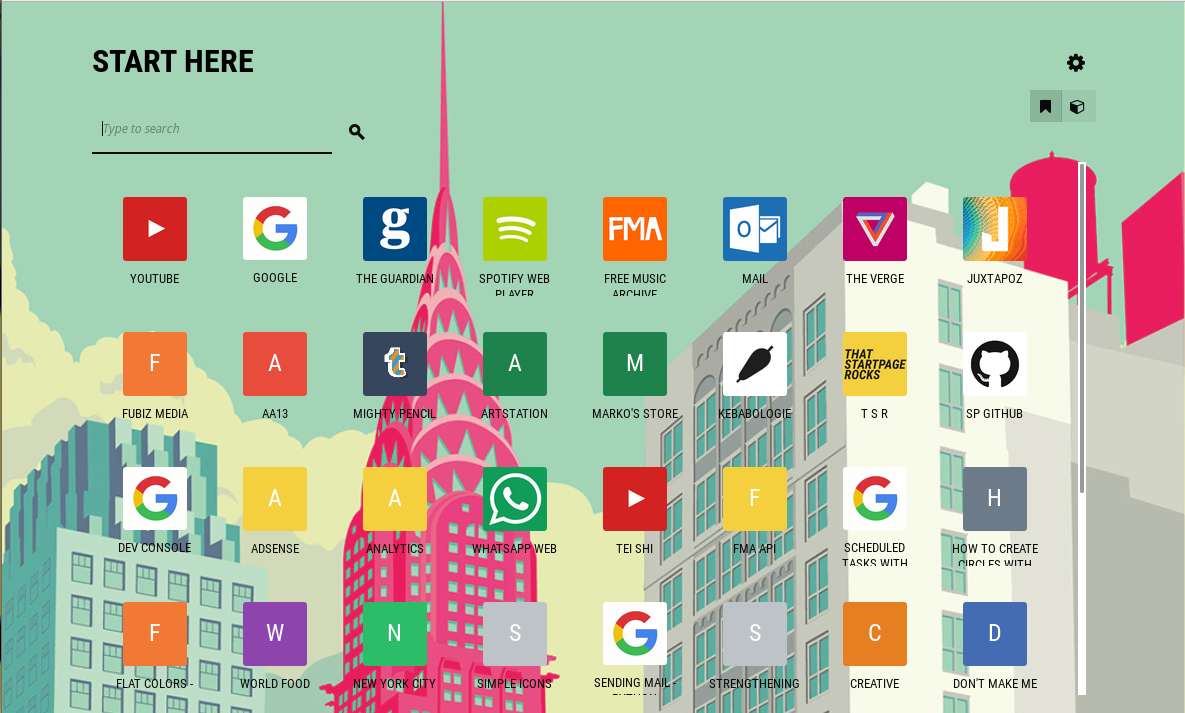 START HERE
Type to search
g
FMA
O
J
YOUTUBE
GOOGLE
THE GUARDIAN
SPOTIFY WEB
PLAYER
FREE MUSIC
ARCHIVE
MAIL
THE VERGE
JUXTAPOZ
F
A
t
A
M
THAT
STARTPAGE
ROCKS
FUBIZ MEDIA
AA13
MIGHTY PENCIL
ARTSTATION
MARKO'S STORE
KEBABOLOGIE
T S R
SP GITHUB
G
A
A
F
G
H
DEV CONSOLE
ADSENSE
ANALYTICS
WHATSAPP WEB
TEI SHI
FMA API
SCHEDULED
TASKS WITH
HOW TO CREATE
CIRCLES WITH
F
W
N
S
G
S
C
D
FLAT COLORS -
WORLD FOOD
NEW YORK CITY
SIMPLE ICONS
SENDING MAIL -
PYTHON
STRENGTHENING
CREATIVE
DON'T MAKE ME